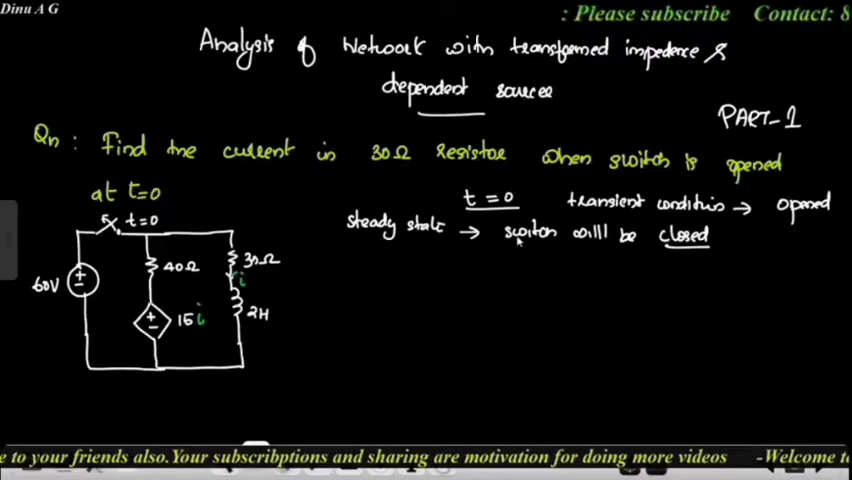 Dinu A G
: Please subscribe Contact: 8
Analysis of Network with transformed impedence &
dependent source
PART-1
Qn : Find the current in 30Ω Resistor when switch is opened
at t=0
t = 0 transient condition → opened
steady state → switch will be closed
t=0
60V
40Ω
30Ω
i
15i
2H
e to your friends also.Your subscribptions and sharing are motivation for doing more videos -Welcome to